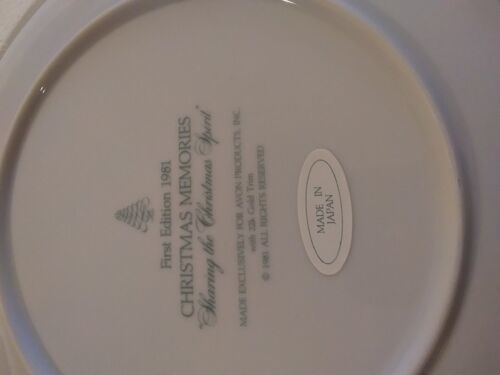 First Edition 1981
CHRISTMAS MEMORIES
"Sharing the Christmas Spirit"
MADE EXCLUSIVELY FOR AVON PRODUCTS, INC.
with 22k Gold Trim
© 1981 ALL RIGHTS RESERVED
MADE IN
JAPAN